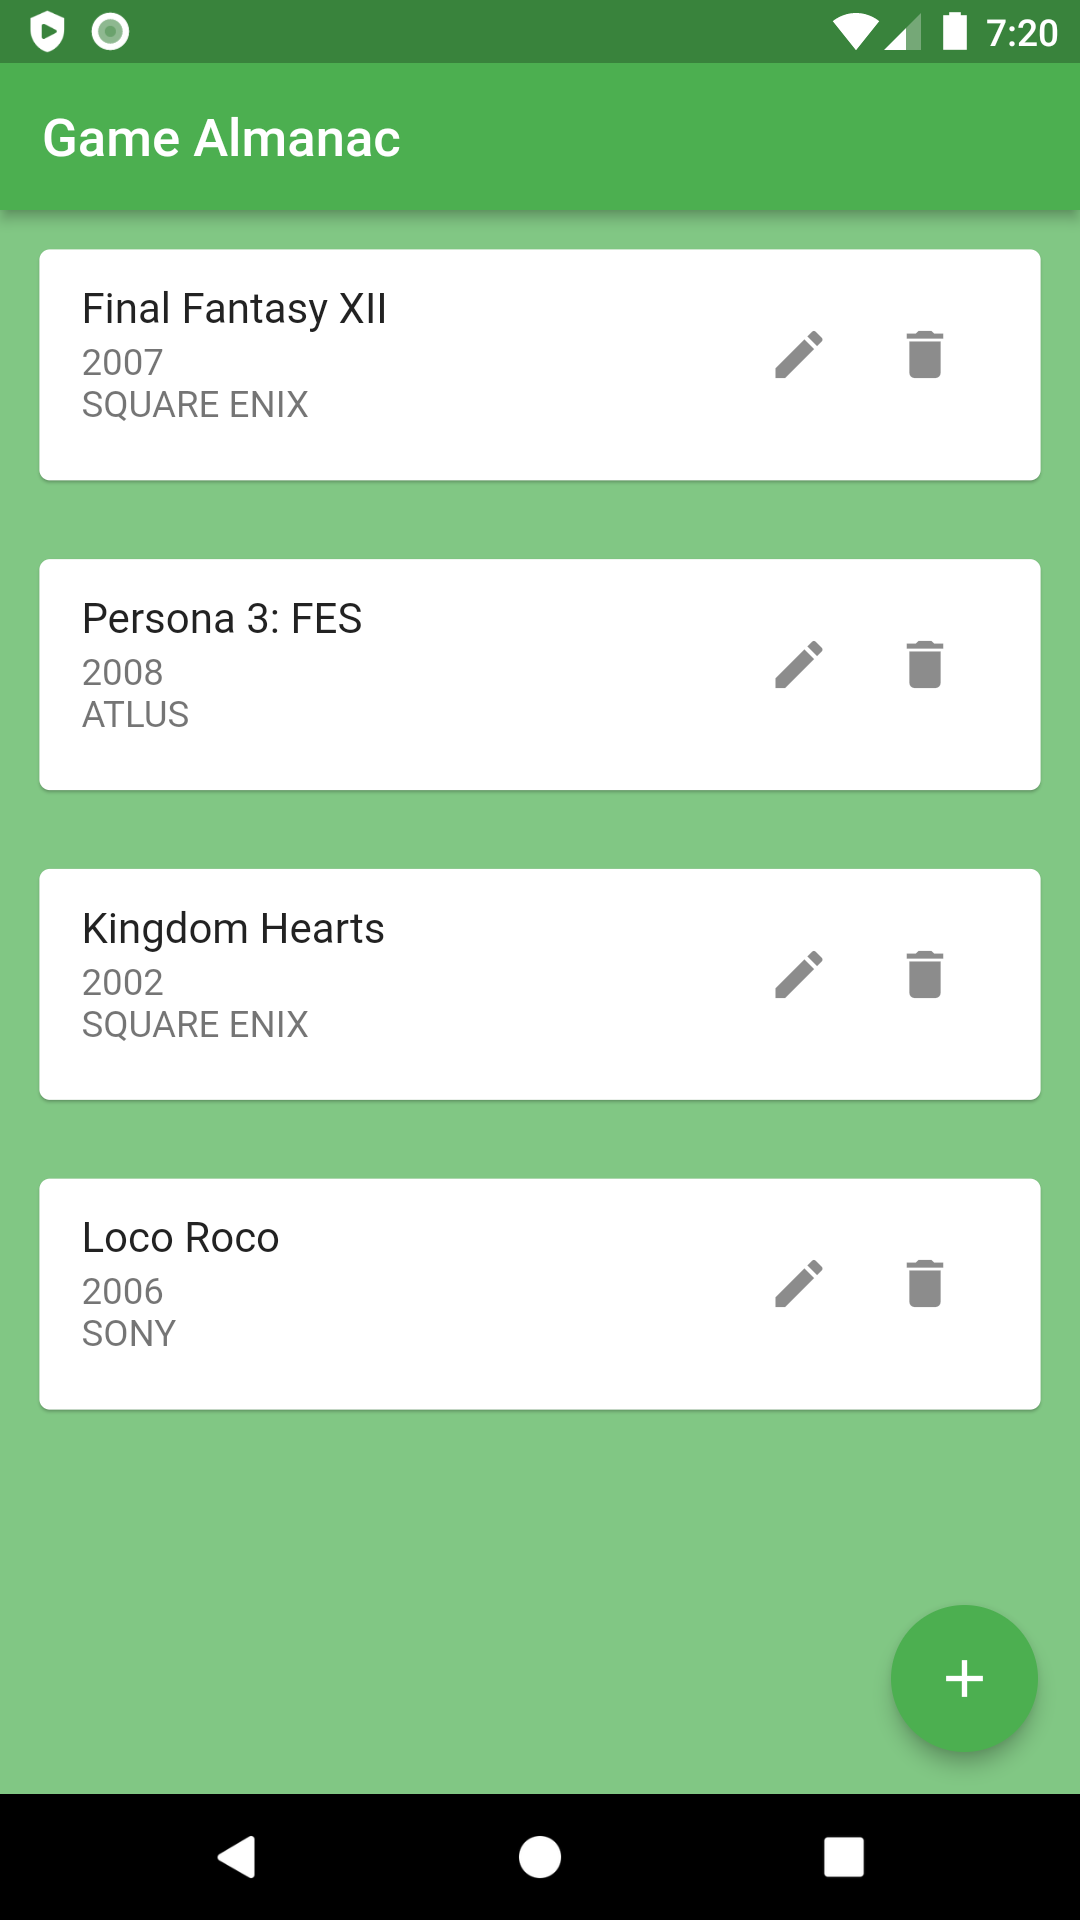 7:20
Game Almanac
Final Fantasy XII
2007
SQUARE ENIX
Persona 3: FES
2008
ATLUS
Kingdom Hearts
2002
SQUARE ENIX
Loco Roco
2006
SONY